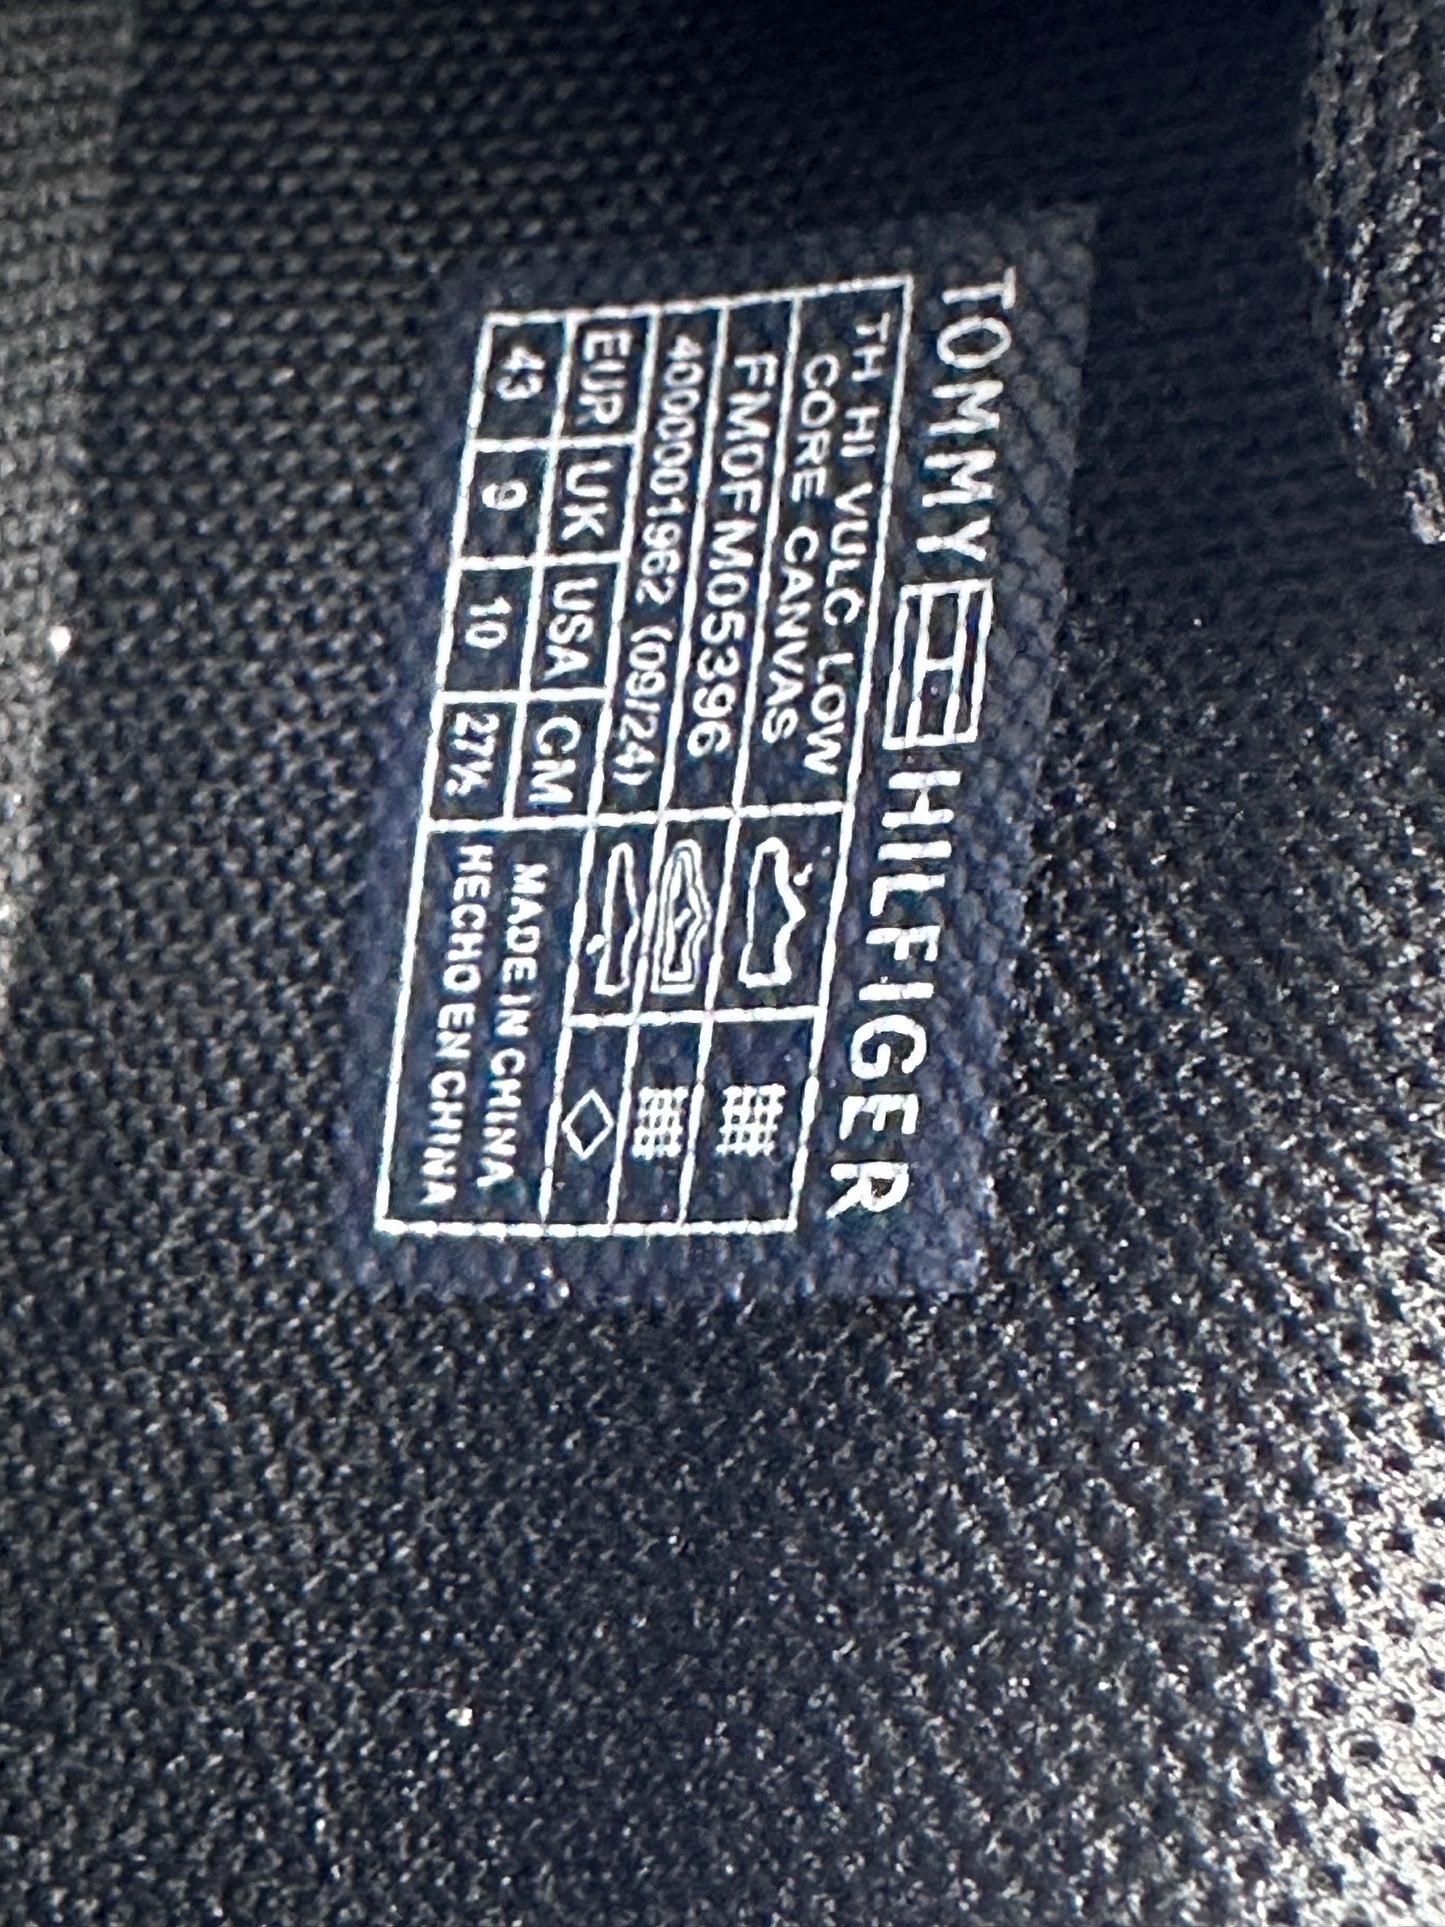 TOMMY HILFIGER
TH HI VULC LOW
CORE CANVAS
FM0FM05396
4000001962 (09/24)
EUR UK USA CM
43 9 10 27½
MADE IN CHINA
HECHO EN CHINA